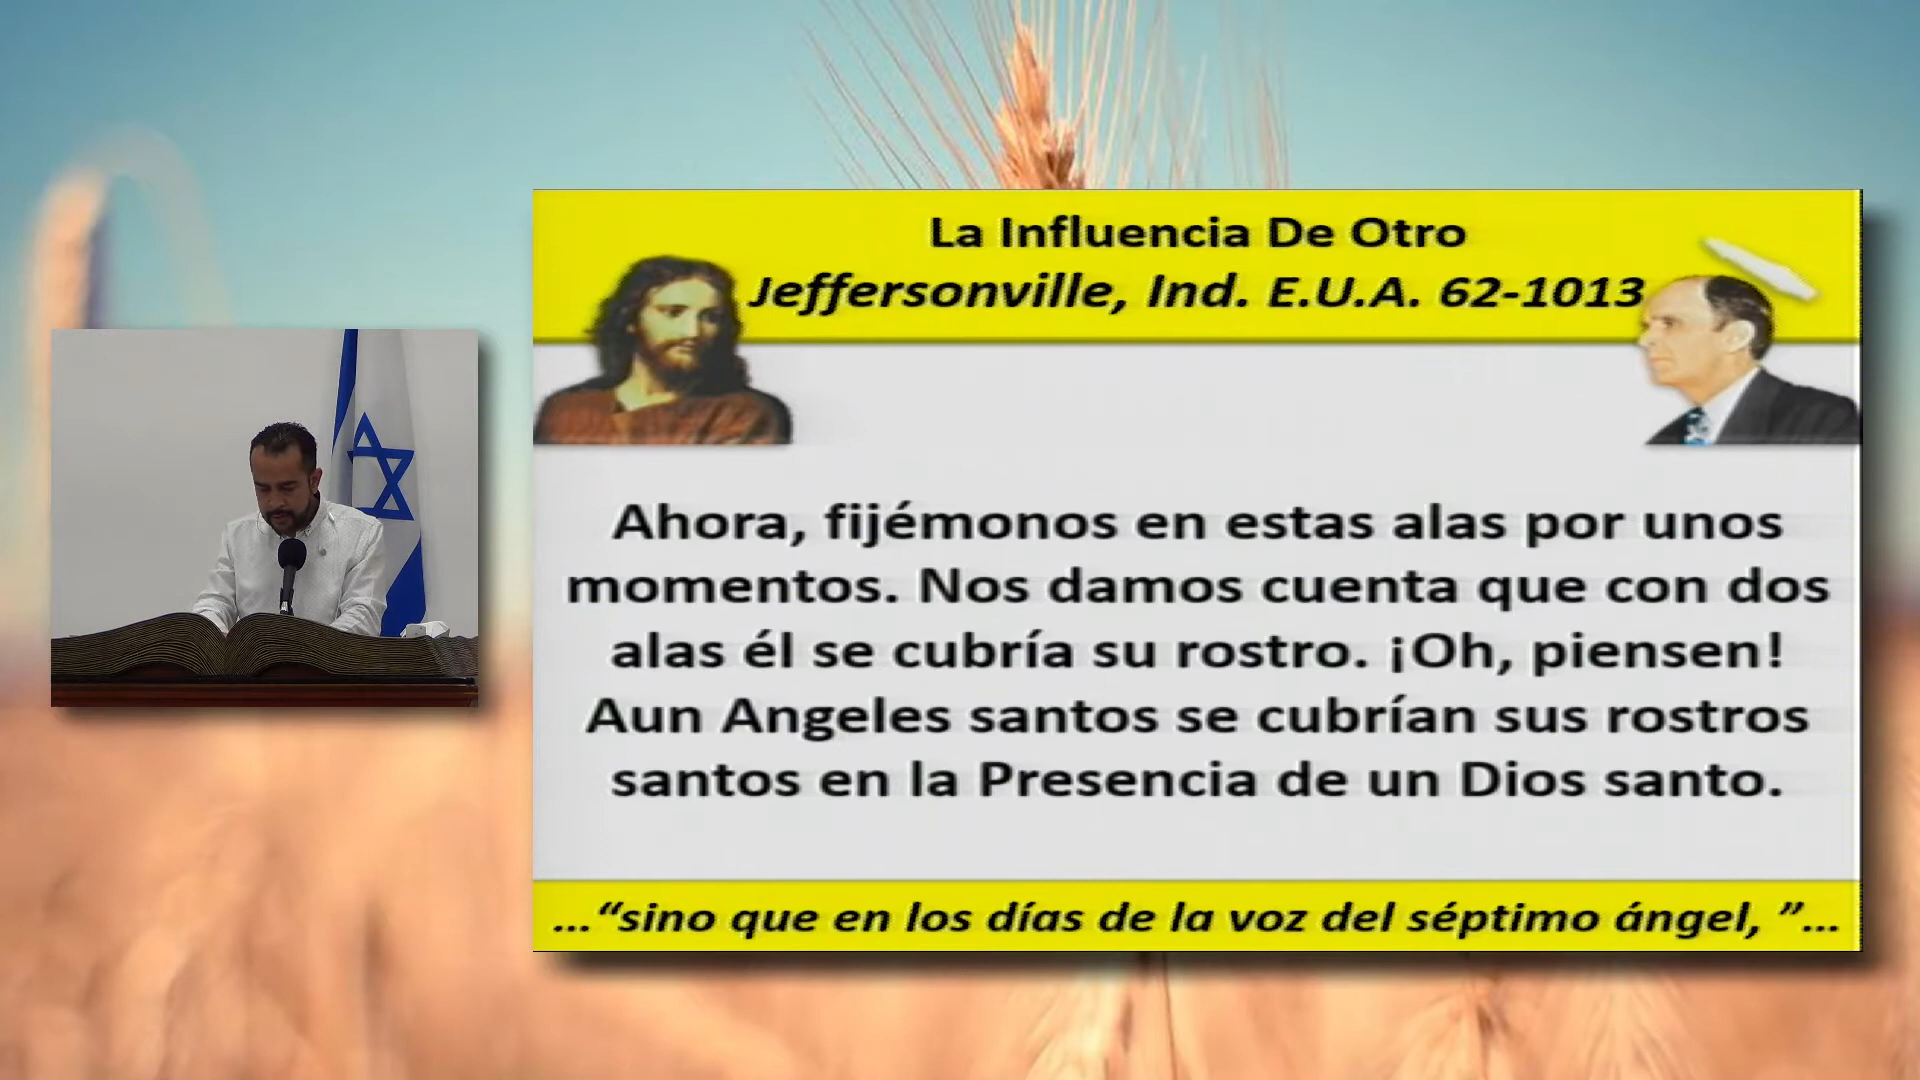 La Influencia De Otro
Jeffersonville, Ind. E.U.A. 62-1013
Ahora, fijémonos en estas alas por unos
momentos. Nos damos cuenta que con dos
alas él se cubría su rostro. ¡Oh, piensen!
Aun Angeles santos se cubrían sus rostros
santos en la Presencia de un Dios santo.
...“sino que en los días de la voz del séptimo ángel, ”...